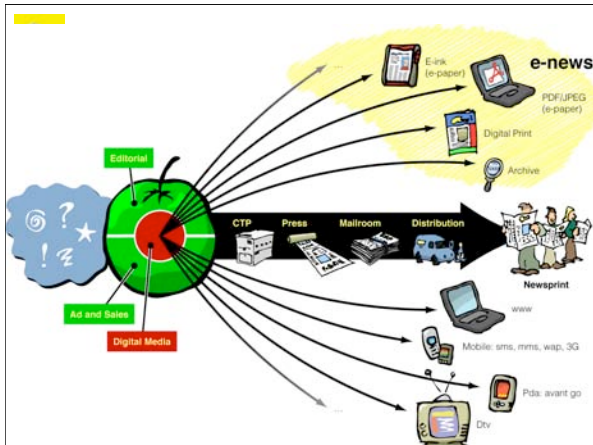 ...
E-ink
(e-paper)
e-news
PDF/JPEG
(e-paper)
Digital Print
Archive
Editorial
? ! 
CTP
Press
Mailroom
Distribution
Newsprint
Ad and Sales
Digital Media
www
Mobile: sms, mms, wap, 3G
Pda: avant go
...
Dtv